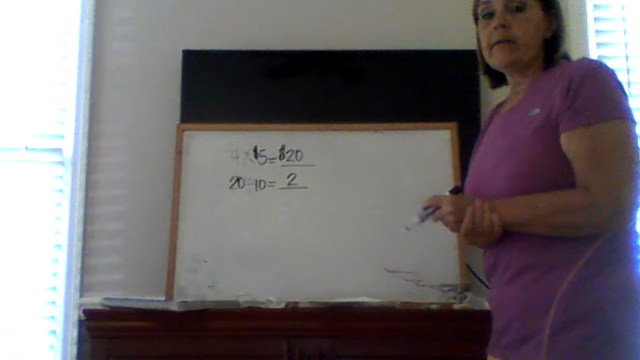 4 x $5 = $20
20 ÷ 10 = 2